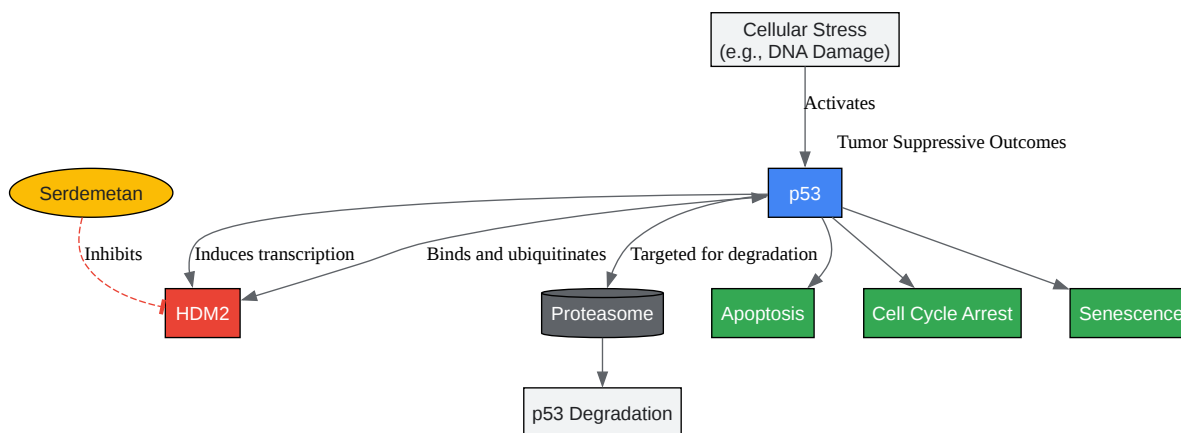 Cellular Stress
(e.g., DNA Damage)
Activates
Tumor Suppressive Outcomes
Serdemetan
p53
Inhibits
Induces transcription
Binds and ubiquitinates
Targeted for degradation
HDM2
Proteasome
Apoptosis
Cell Cycle Arrest
Senescence
p53 Degradation